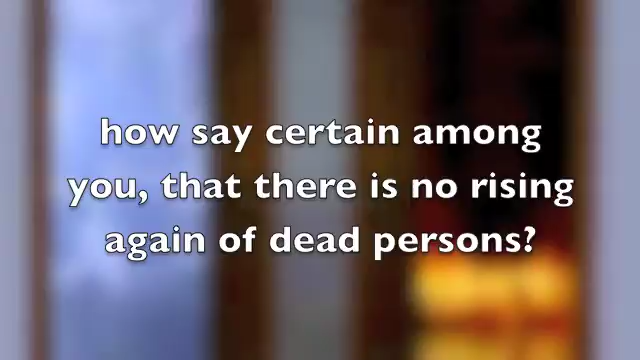 how say certain among
you, that there is no rising
again of dead persons?